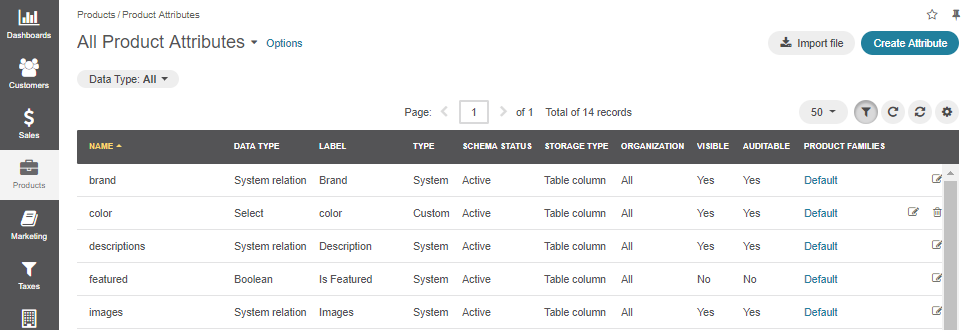 Dashboards
Customers
Sales
Products
Marketing
Taxes
Products / Product Attributes
All Product Attributes Options
Import file Create Attribute
Data Type: All
Page: 1 of 1 Total of 14 records 50
NAME DATA TYPE LABEL TYPE SCHEMA STATUS STORAGE TYPE ORGANIZATION VISIBLE AUDITABLE PRODUCT FAMILIES
brand System relation Brand System Active Table column All Yes Yes Default
color Select color Custom Active Table column All Yes Yes Default
descriptions System relation Description System Active Table column All Yes Yes Default
featured Boolean Is Featured System Active Table column All No No Default
images System relation Images System Active Table column All Yes Yes Default